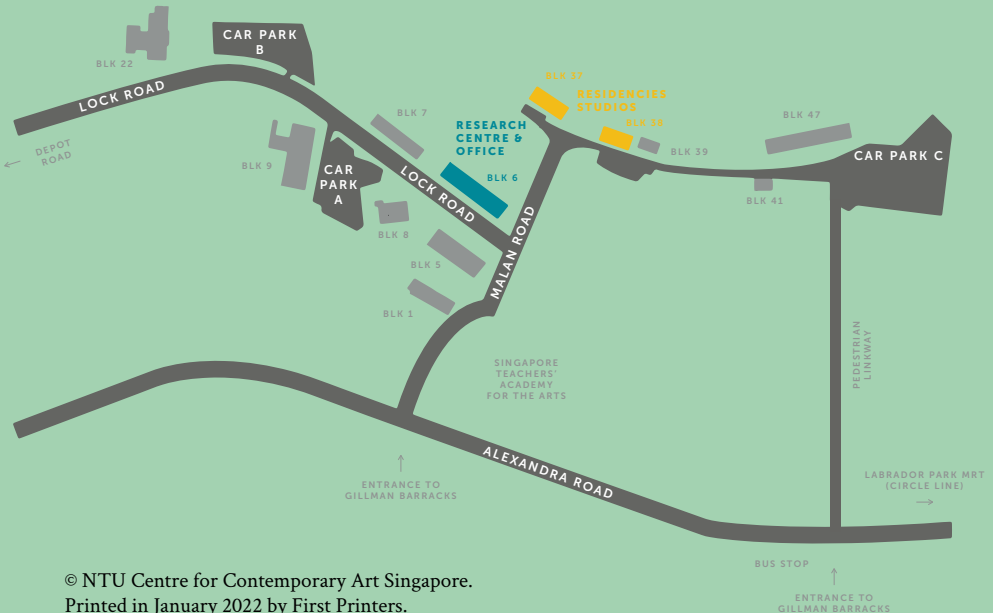 CAR PARK
B
BLK 22
LOCK ROAD
DEPOT
ROAD
BLK 7
BLK 9
CAR
PARK
A
RESEARCH
CENTRE &
OFFICE
BLK 6
LOCK ROAD
BLK 8
BLK 5
BLK 1
BLK 37
RESIDENCIES
STUDIOS
BLK 39
BLK 47
CAR PARK C
BLK 41
MALAN ROAD
SINGAPORE
TEACHERS'
ACADEMY
FOR THE ARTS
PEDESTRIAN
LINKWAY
ALEXANDRA ROAD
ENTRANCE TO
GILLMAN BARRACKS
LABRADOR PARK MRT
(CIRCLE LINE)
BUS STOP
ENTRANCE TO
GILLMAN BARRACKS
© NTU Centre for Contemporary Art Singapore.
Printed in January 2022 by First Printers.